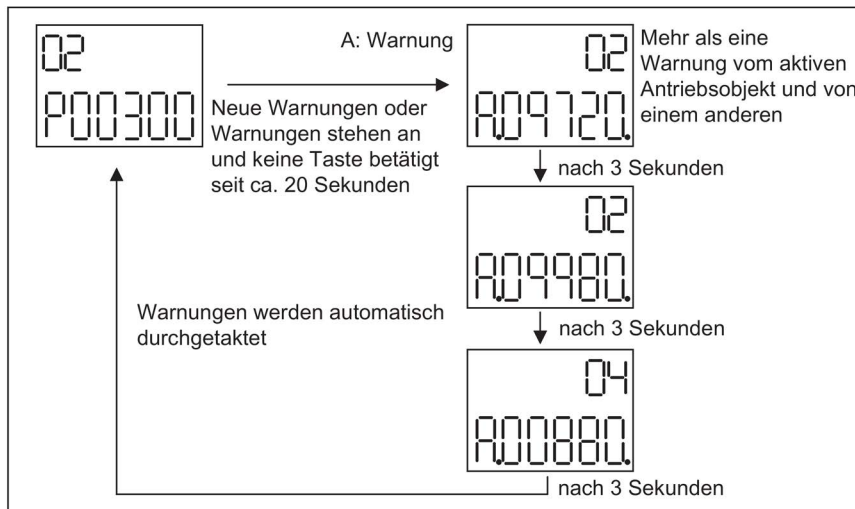 02
P00300
A: Warnung
Neue Warnungen oder
Warnungen stehen an
und keine Taste betätigt
seit ca. 20 Sekunden
02
A.09720.
Mehr als eine
Warnung vom aktiven
Antriebsobjekt und von
einem anderen
nach 3 Sekunden
02
A.09980.
Warnungen werden automatisch
durchgetaktet
nach 3 Sekunden
04
A.00880.
nach 3 Sekunden